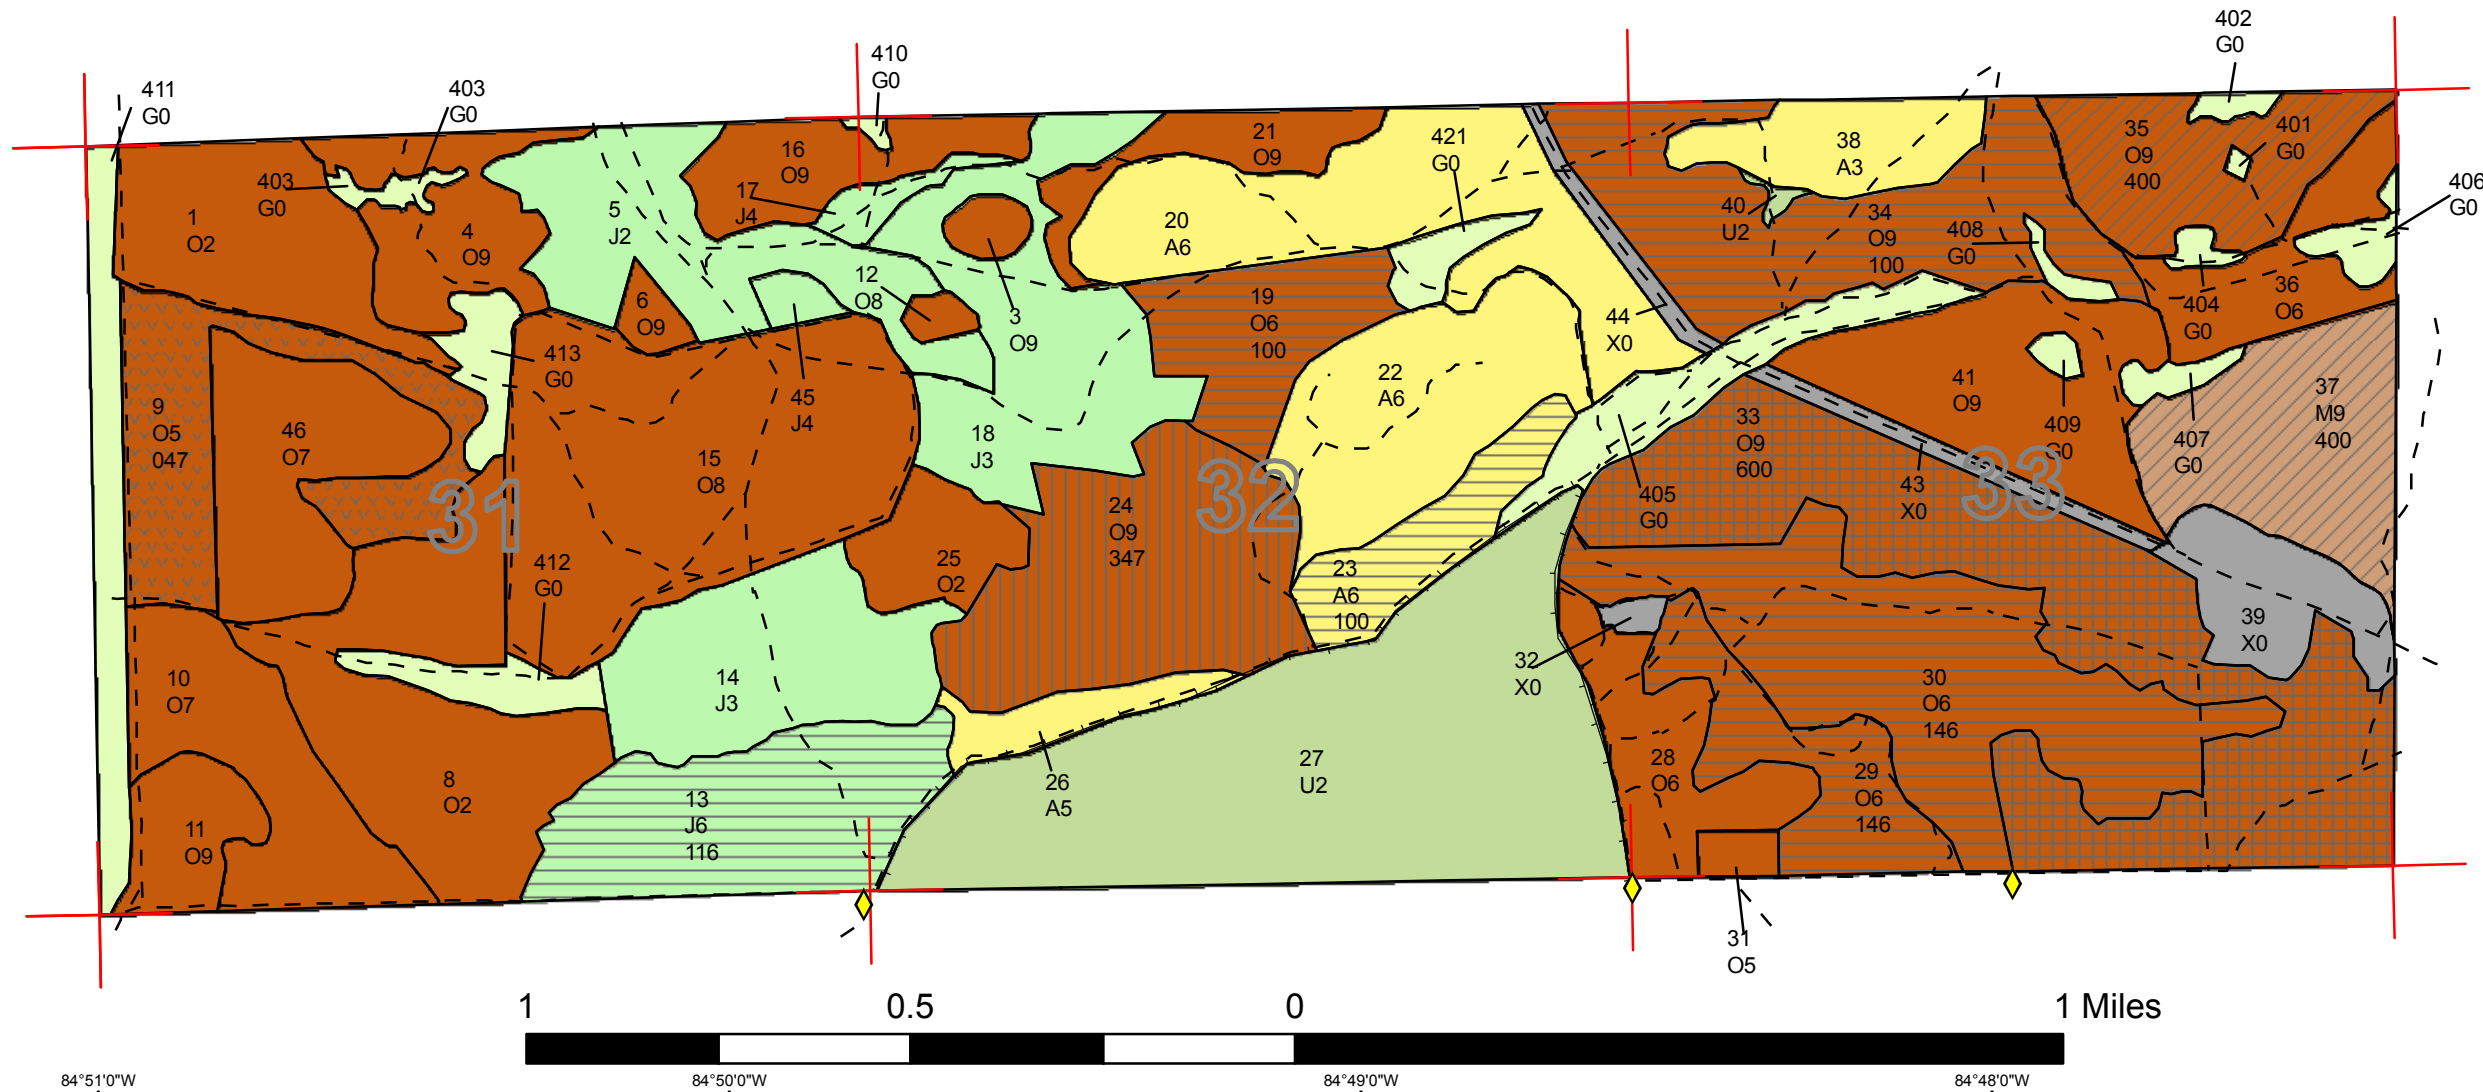 402
G0
410
G0
411
G0
403
G0
403
G0
1
O2
4
O9
5
J2
16
O9
17
J4
21
O9
421
G0
20
A6
38
A3
35
O9
400
401
G0
406
G0
40
U2
34
O9
100
408
G0
404
G0
36
O6
6
O9
12
O8
3
O9
19
O6
100
44
X0
413
G0
9
O5
047
46
O7
45
J4
22
A6
41
O9
37
M9
400
409
G0
407
G0
33
O9
600
15
O8
18
J3
31
32
33
24
O9
347
405
G0
43
X0
25
O2
412
G0
23
A6
100
39
X0
32
X0
10
O7
14
J3
30
O6
146
8
O2
13
J6
116
26
A5
27
U2
28
O6
29
O6
146
11
O9
31
O5
1 0.5 0 1 Miles
84°51'0"W 84°50'0"W 84°49'0"W 84°48'0"W